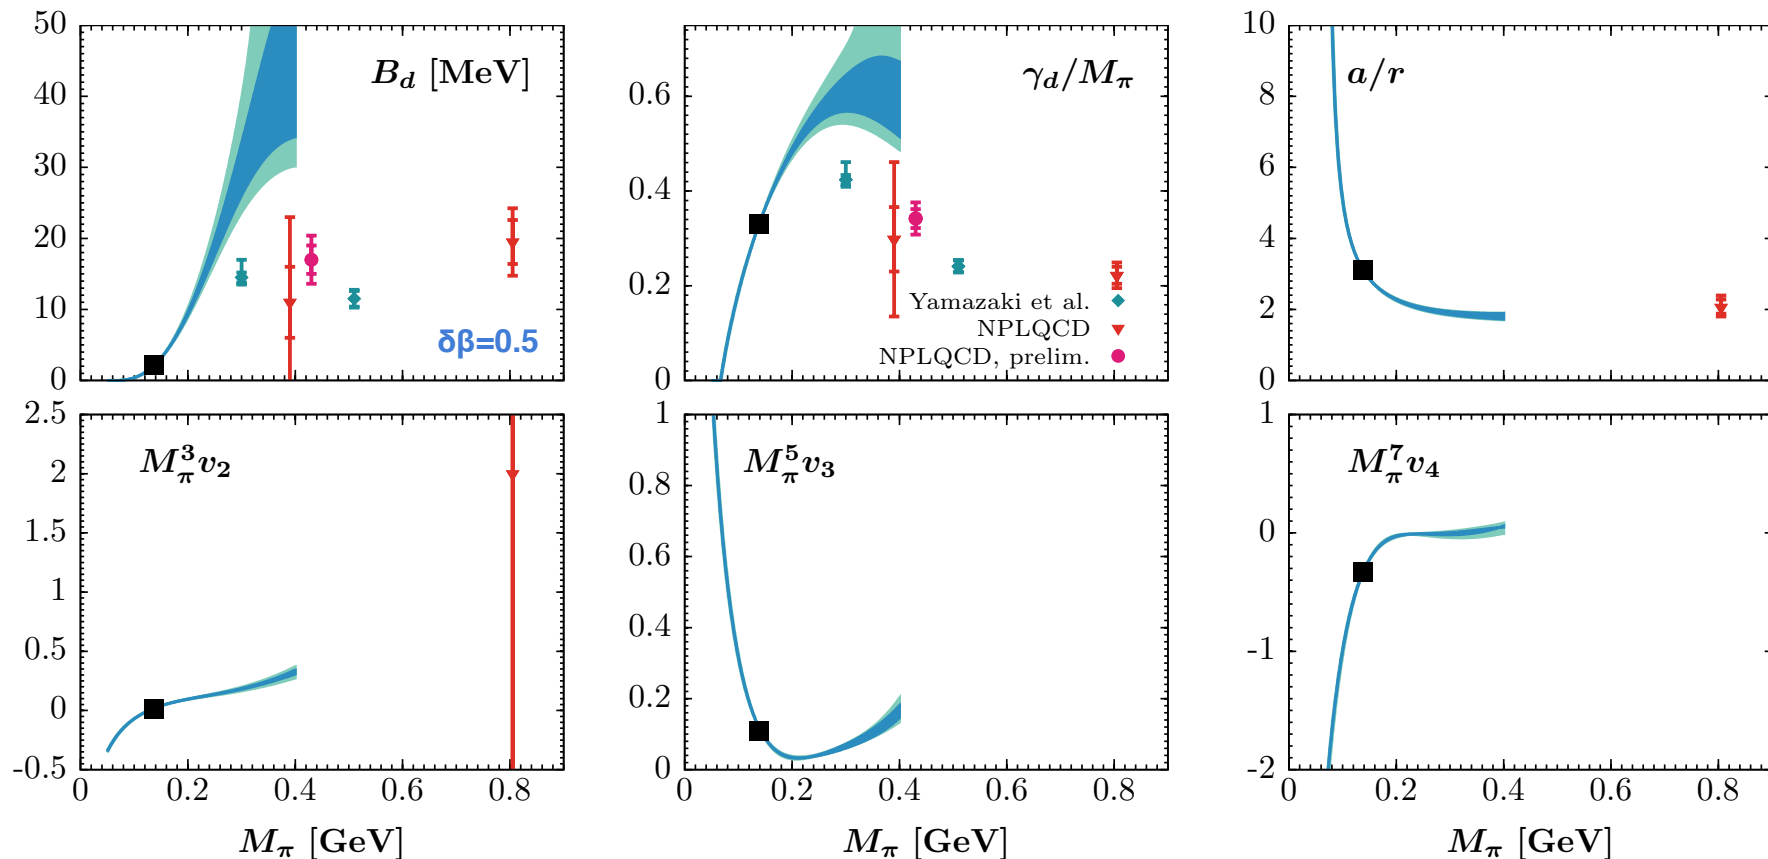 50
40
30
20
10
0
B_d [MeV]
δβ=0.5
0.6
0.4
0.2
0
γ_d/M_π
Yamazaki et al.
NPLQCD
NPLQCD, prelim.
10
8
6
4
2
0
a/r
2.5
2
1.5
1
0.5
0
-0.5
M_π^3 v_2
0 0.2 0.4 0.6 0.8
M_π [GeV]
1
0.8
0.6
0.4
0.2
0
M_π^5 v_3
0 0.2 0.4 0.6 0.8
M_π [GeV]
1
0
-1
-2
M_π^7 v_4
0 0.2 0.4 0.6 0.8
M_π [GeV]